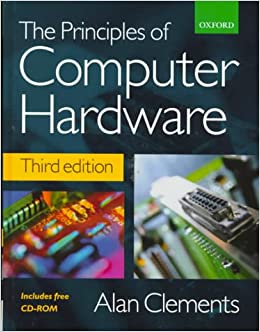 OXFORD
The Principles of
Computer
Hardware
Third edition
Includes free
CD-ROM
Alan Clements